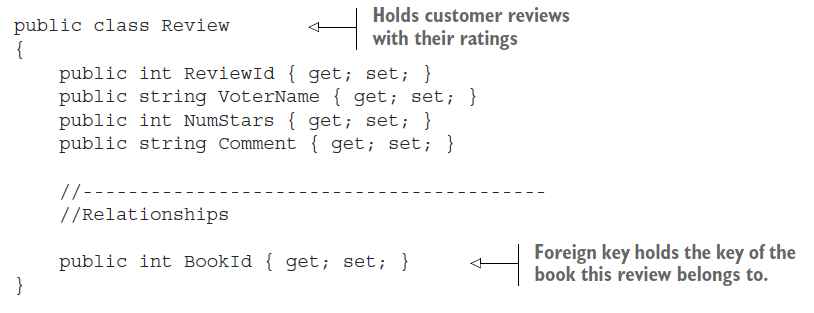 public class Review
Holds customer reviews
with their ratings
{
public int ReviewId { get; set; }
public string VoterName { get; set; }
public int NumStars { get; set; }
public string Comment { get; set; }
//-----------------------------------------
//Relationships
public int BookId { get; set; }
Foreign key holds the key of the
book this review belongs to.
}